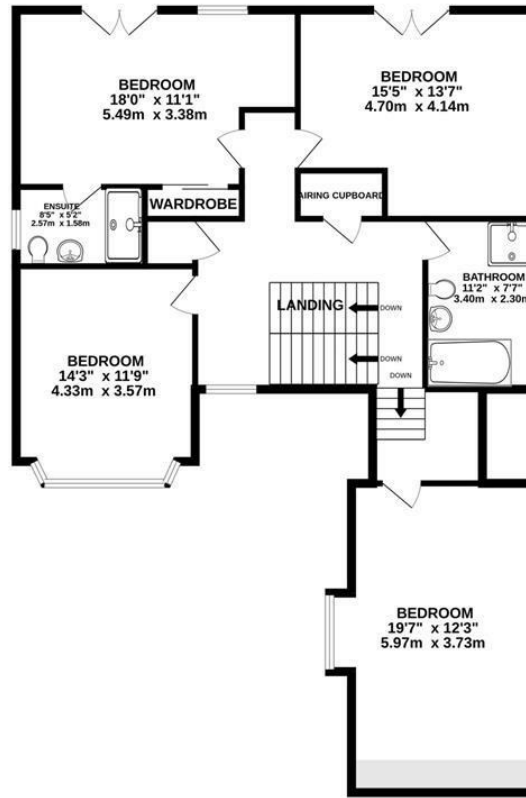 BEDROOM
18'0" x 11'1"
5.49m x 3.38m
BEDROOM
15'5" x 13'7"
4.70m x 4.14m
ENSUITE
8'5" x 5'2"
2.57m x 1.58m
WARDROBE
AIRING CUPBOARD
BATHROOM
11'2" x 7'7"
3.40m x 2.30m
LANDING
DOWN
DOWN
DOWN
BEDROOM
14'3" x 11'9"
4.33m x 3.57m
BEDROOM
19'7" x 12'3"
5.97m x 3.73m